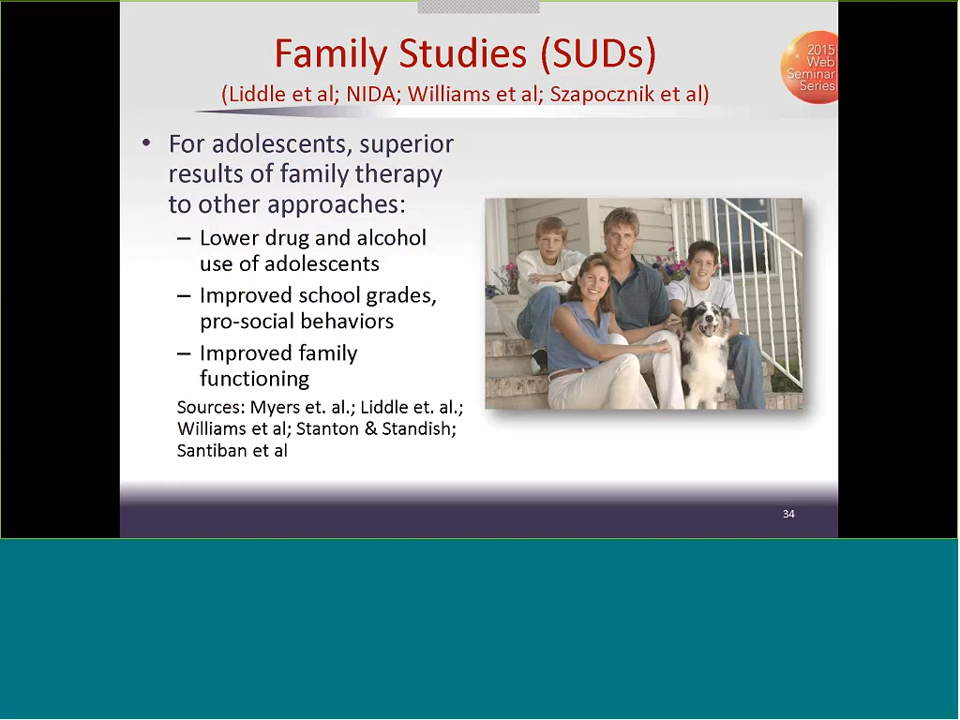 Family Studies (SUDs)
(Liddle et al; NIDA; Williams et al; Szapocznik et al)
2015
Web
Seminar
Series
• For adolescents, superior
results of family therapy
to other approaches:
– Lower drug and alcohol
use of adolescents
– Improved school grades,
pro-social behaviors
– Improved family
functioning
Sources: Myers et. al.; Liddle et. al.;
Williams et al; Stanton & Standish;
Santiban et al
34